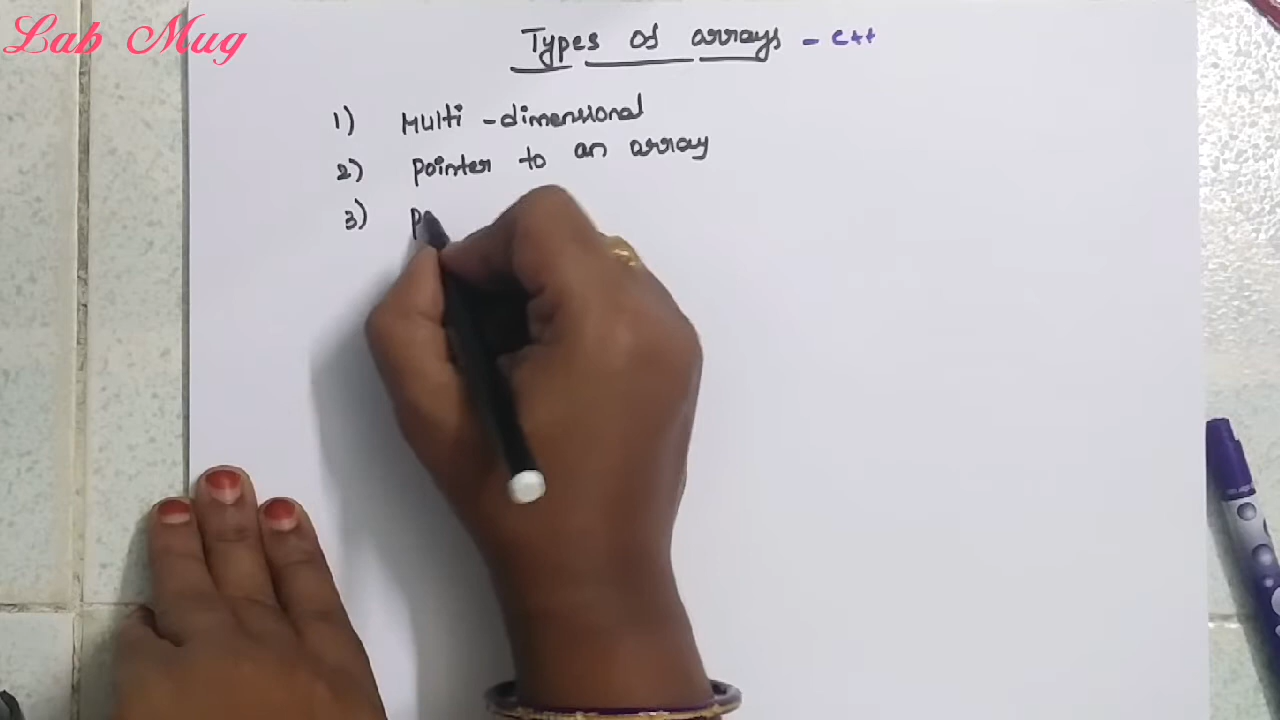 Lab Mug
Types of arrays - c++
1) Multi-dimensional
2) pointer to an array
3)